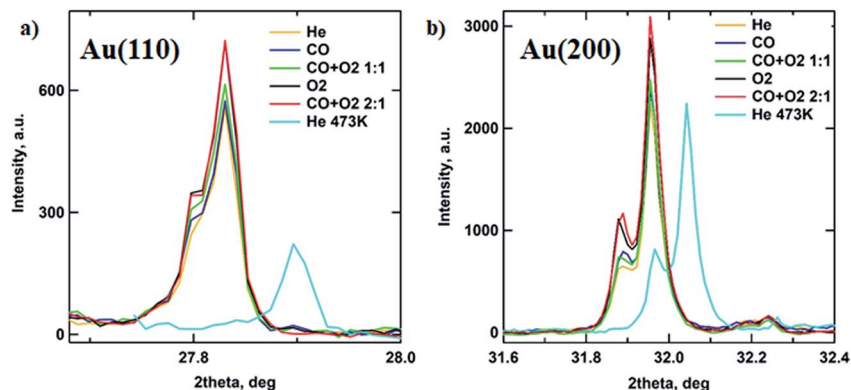 a)
Au(110)
He
CO
CO+O2 1:1
O2
CO+O2 2:1
He 473K
Intensity, a.u.
600
300
0
27.8
28.0
2theta, deg
b)
Au(200)
He
CO
CO+O2 1:1
O2
CO+O2 2:1
He 473K
Intensity, a.u.
3000
2000
1000
0
31.6
31.8
32.0
32.2
32.4
2theta, deg